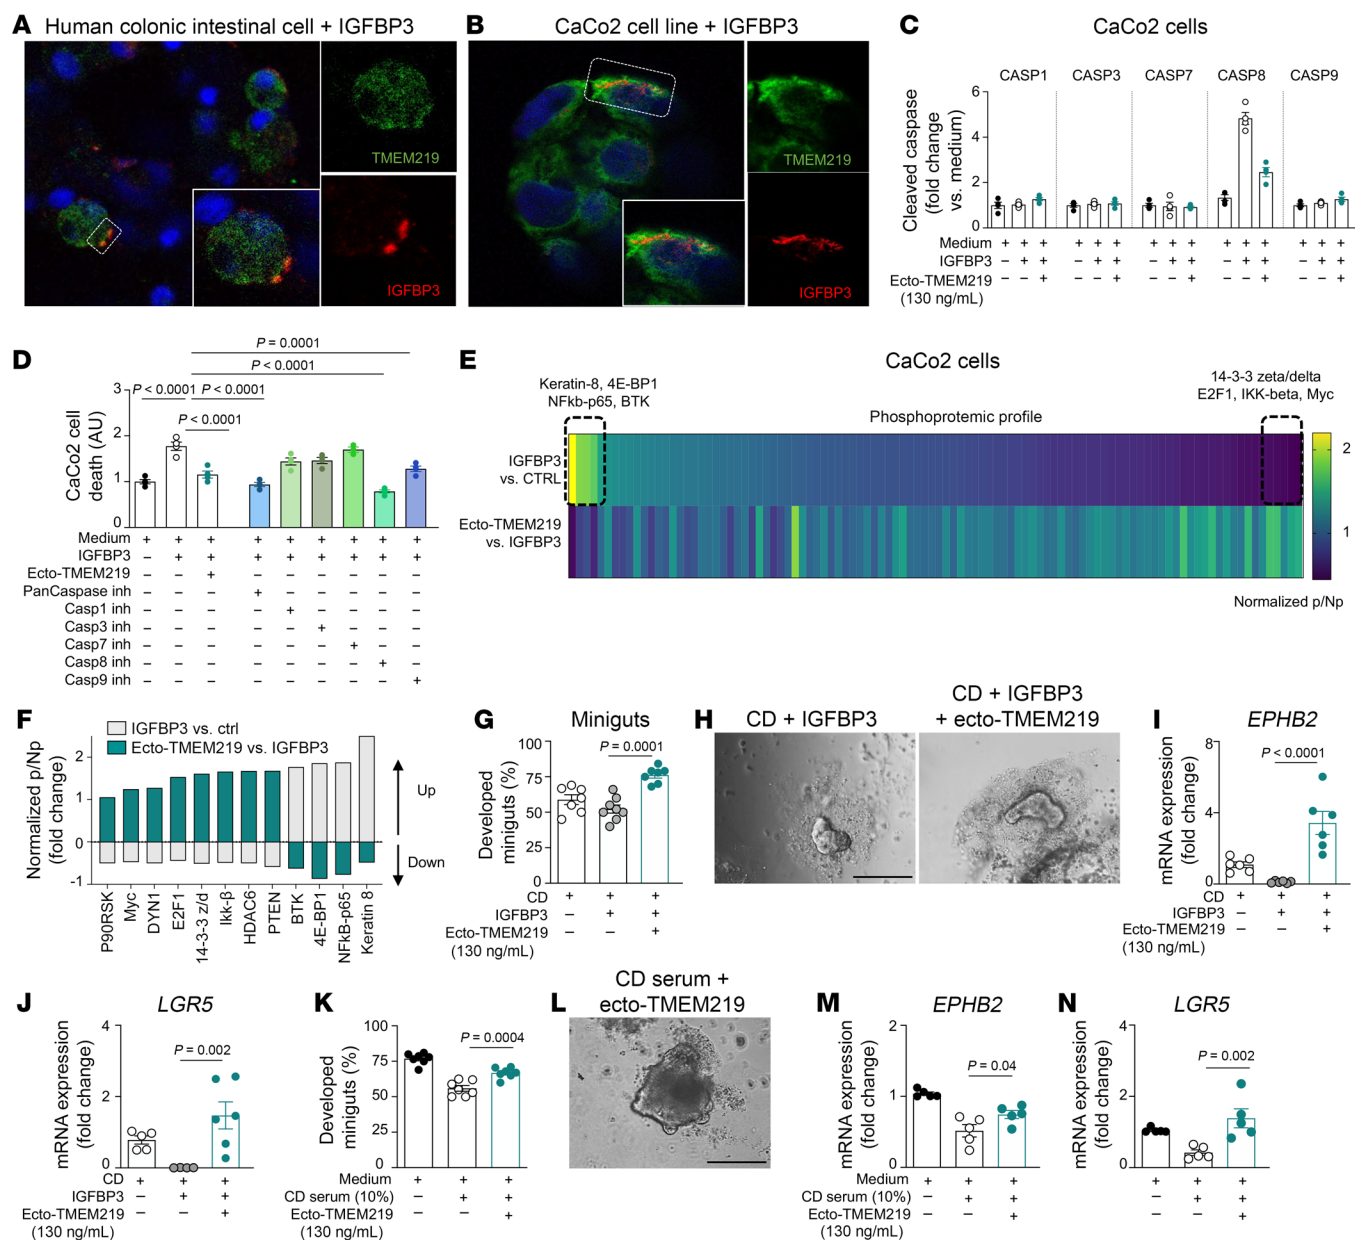 A Human colonic intestinal cell + IGFBP3
TMEM219
IGFBP3
B CaCo2 cell line + IGFBP3
TMEM219
IGFBP3
C CaCo2 cells
CASP1 CASP3 CASP7 CASP8 CASP9
Cleaved caspase
(fold change
vs. medium)
6
4
2
0
Medium + + + + + + + + + + + + + + +
IGFBP3 + + + + + + + + + +
Ecto-TMEM219 + + + + +
(130 ng/mL)
D
P = 0.0001
P < 0.0001
P < 0.0001 P < 0.0001
P < 0.0001
CaCo2 cell
death (AU)
3
2
1
0
Medium + + + + + + + + +
IGFBP3 – + + + + + + + +
Ecto-TMEM219 – – + – – – – – –
PanCaspase inh – – – + – – – – –
Casp1 inh – – – – + – – – –
Casp3 inh – – – – – + – – –
Casp7 inh – – – – – – + – –
Casp8 inh – – – – – – – + –
Casp9 inh – – – – – – – – +
E CaCo2 cells
Keratin-8, 4E-BP1
NFkb-p65, BTK
Phosphoprotemic profile
14-3-3 zeta/delta
E2F1, IKK-beta, Myc
IGFBP3
vs. CTRL
Ecto-TMEM219
vs. IGFBP3
2
1
Normalized p/Np
F
IGFBP3 vs. ctrl
Ecto-TMEM219 vs. IGFBP3
Normalized p/Np
(fold change)
2
1
0
-1
Up
Down
P90RSK
Myc
DYN1
E2F1
14-3-3 z/d
Ikk-β
HDAC6
PTEN
BTK
4E-BP1
NFkB-p65
Keratin 8
G Miniguts
P = 0.0001
Developed
miniguts (%)
100
75
50
25
0
CD + + +
IGFBP3 – + +
Ecto-TMEM219 – – +
(130 ng/mL)
H CD + IGFBP3
CD + IGFBP3
+ ecto-TMEM219
I EPHB2
P < 0.0001
mRNA expression
(fold change)
8
4
0
CD + + +
IGFBP3 – + +
Ecto-TMEM219 – – +
(130 ng/mL)
J LGR5
P = 0.002
mRNA expression
(fold change)
4
3
2
1
0
CD + + +
IGFBP3 – + +
Ecto-TMEM219 – – +
(130 ng/mL)
K
P = 0.0004
Developed
miniguts (%)
100
75
50
25
0
Medium + + +
CD serum (10%) – + +
Ecto-TMEM219 – – +
(130 ng/mL)
L CD serum +
ecto-TMEM219
M EPHB2
P = 0.04
mRNA expression
(fold change)
2
1
0
Medium + + +
CD serum (10%) – + +
Ecto-TMEM219 – – +
(130 ng/mL)
N LGR5
P = 0.002
mRNA expression
(fold change)
4
2
0
+ + +
– + +
– – +